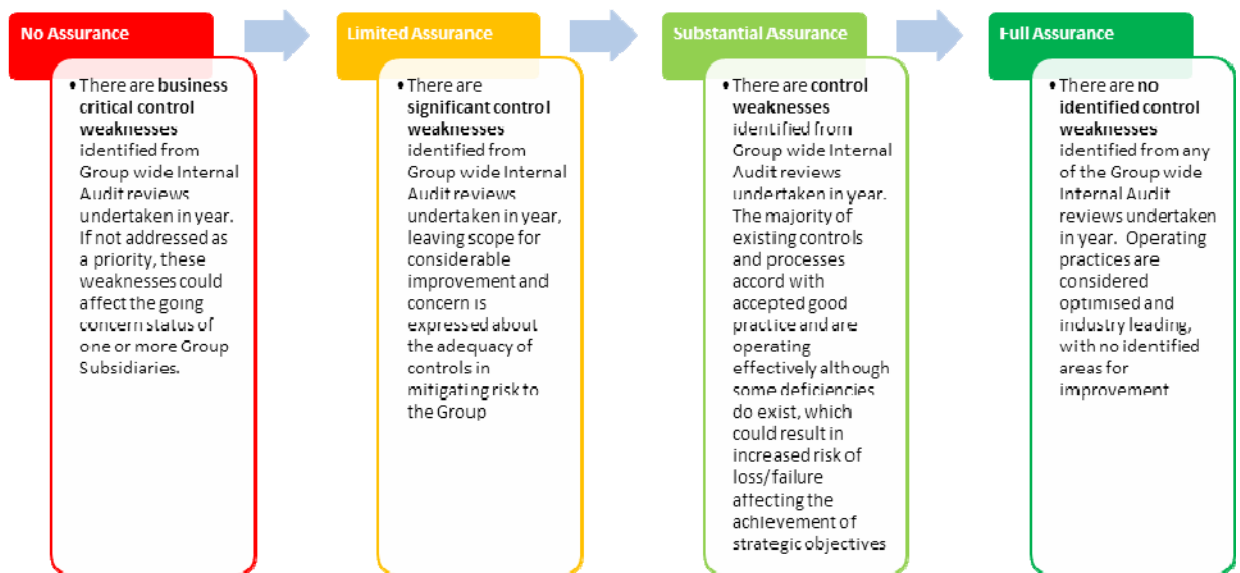 No Assurance
• There are business
critical control
weaknesses
identified from
Group wide Internal
Audit reviews
undertaken in year.
If not addressed as
a priority, these
weaknesses could
affect the going
concern status of
one or more Group
Subsidiaries.
Limited Assurance
• There are
significant control
weaknesses
identified from
Group wide Internal
Audit reviews
undertaken in year,
leaving scope for
considerable
improvement and
concern is
expressed about
the adequacy of
controls in
mitigating risk to
the Group
Substantial Assurance
• There are control
weaknesses
identified from
Group wide Internal
Audit reviews
undertaken in year.
The majority of
existing controls
and processes
accord with
accepted good
practice and are
operating
effectively although
some deficiencies
do exist, which
could result in
increased risk of
loss/failure
affecting the
achievement of
strategic objectives
Full Assurance
• There are no
identified control
weaknesses
identified from any
of the Group wide
Internal Audit
reviews undertaken
in year. Operating
practices are
considered
optimised and
industry leading,
with no identified
areas for
improvement